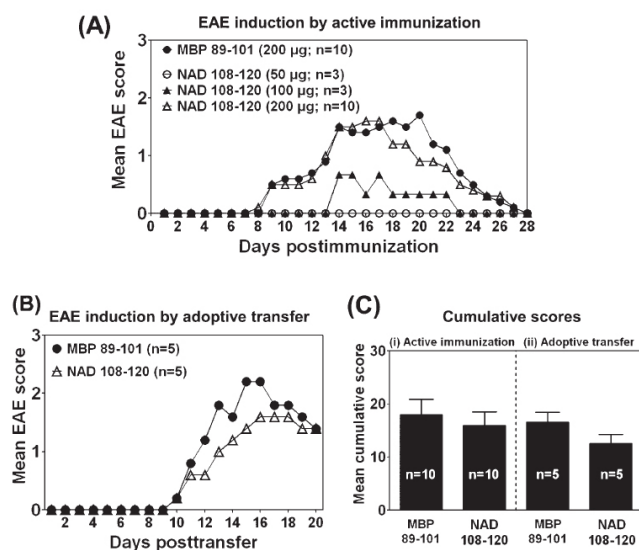 (A)
EAE induction by active immunization
Mean EAE score
3
2
1
0
MBP 89-101 (200 µg; n=10)
NAD 108-120 (50 µg; n=3)
NAD 108-120 (100 µg; n=3)
NAD 108-120 (200 µg; n=10)
0 2 4 6 8 10 12 14 16 18 20 22 24 26 28
Days postimmunization
(B)
EAE induction by adoptive transfer
Mean EAE score
3
2
1
0
MBP 89-101 (n=5)
NAD 108-120 (n=5)
2 4 6 8 10 12 14 16 18 20
Days posttransfer
(C)
Cumulative scores
(i) Active immunization (ii) Adoptive transfer
Mean cumulative score
30
20
10
0
n=10 n=10 n=5 n=5
MBP NAD MBP NAD
89-101 108-120 89-101 108-120